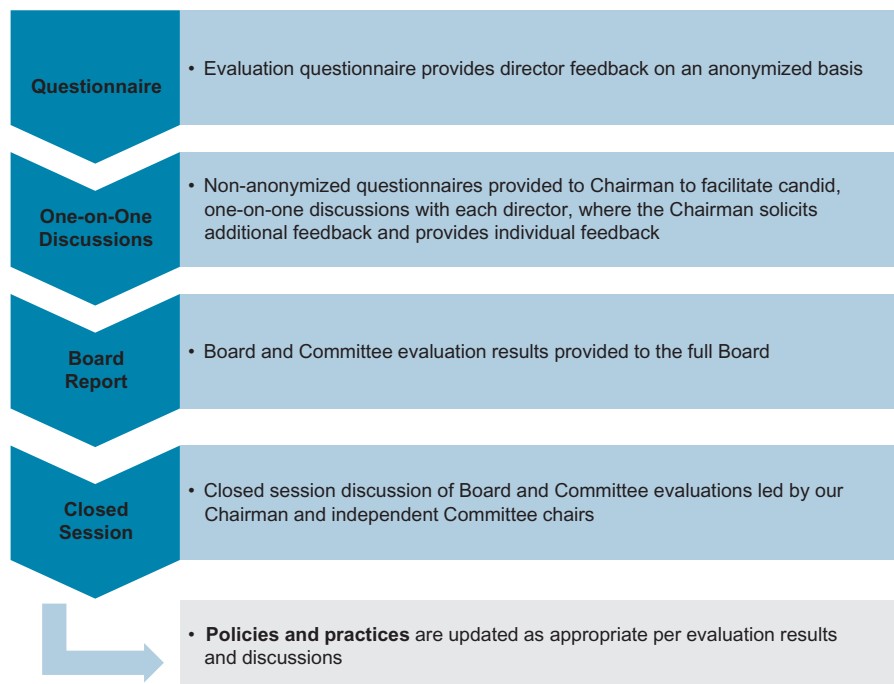 Questionnaire
• Evaluation questionnaire provides director feedback on an anonymized basis
One-on-One
Discussions
• Non-anonymized questionnaires provided to Chairman to facilitate candid,
one-on-one discussions with each director, where the Chairman solicits
additional feedback and provides individual feedback
Board
Report
• Board and Committee evaluation results provided to the full Board
Closed
Session
• Closed session discussion of Board and Committee evaluations led by our
Chairman and independent Committee chairs
• Policies and practices are updated as appropriate per evaluation results
and discussions